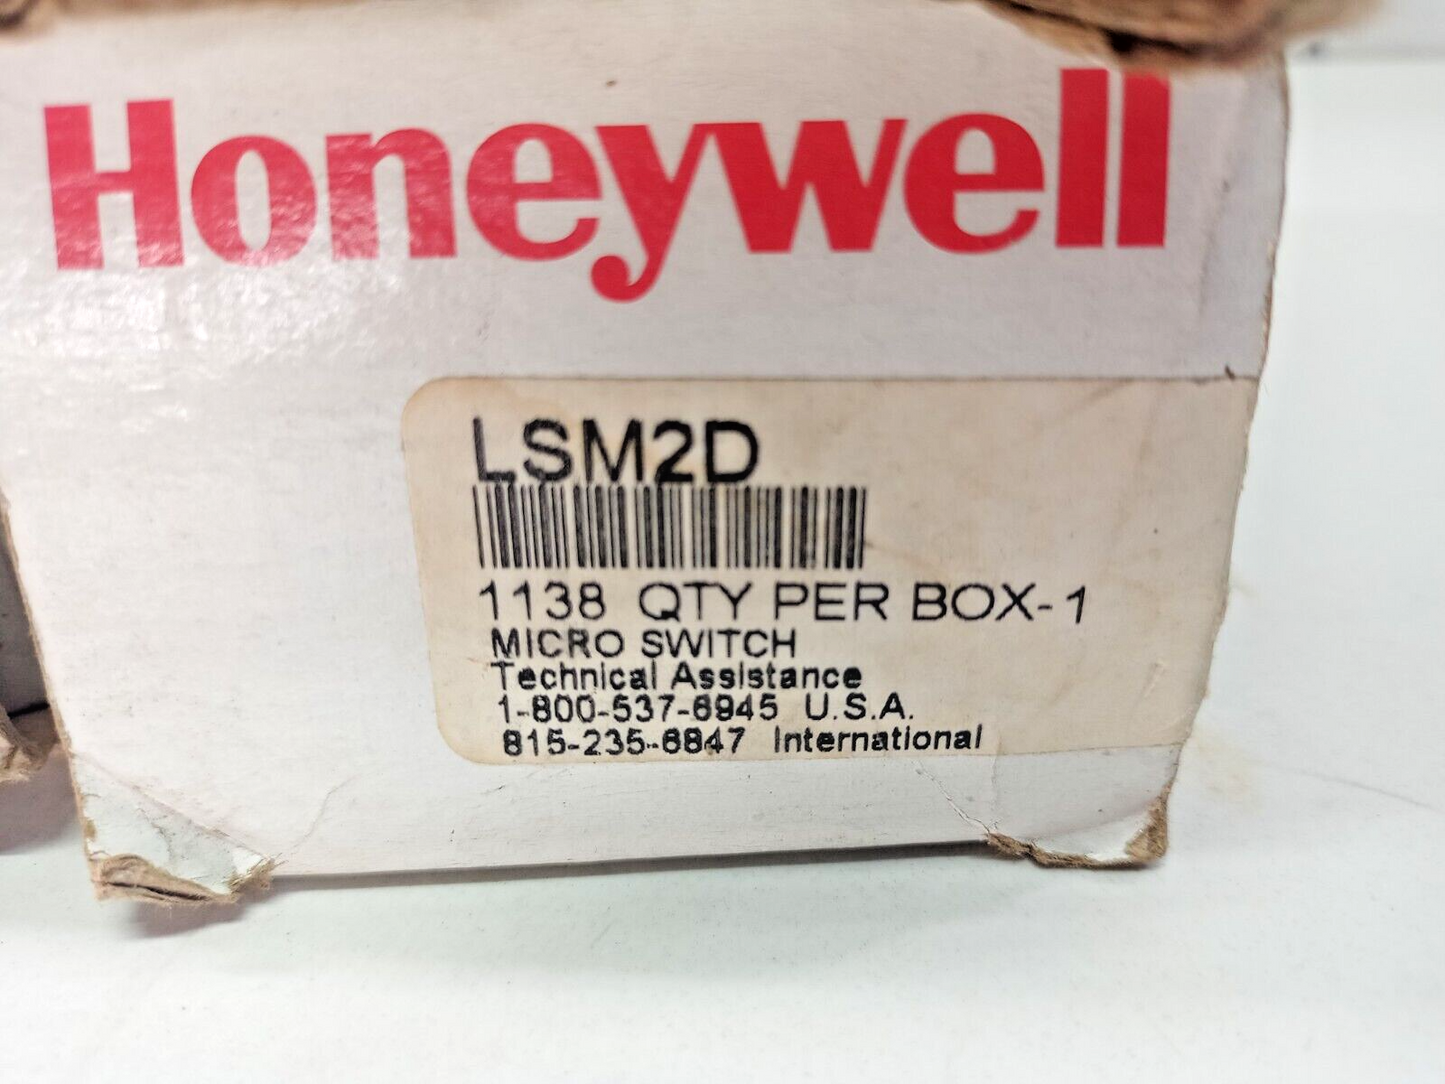 Honeywell
LSM2D
1138 QTY PER BOX-1
MICRO SWITCH
Technical Assistance
1-800-537-6945 U.S.A.
815-235-6847 International